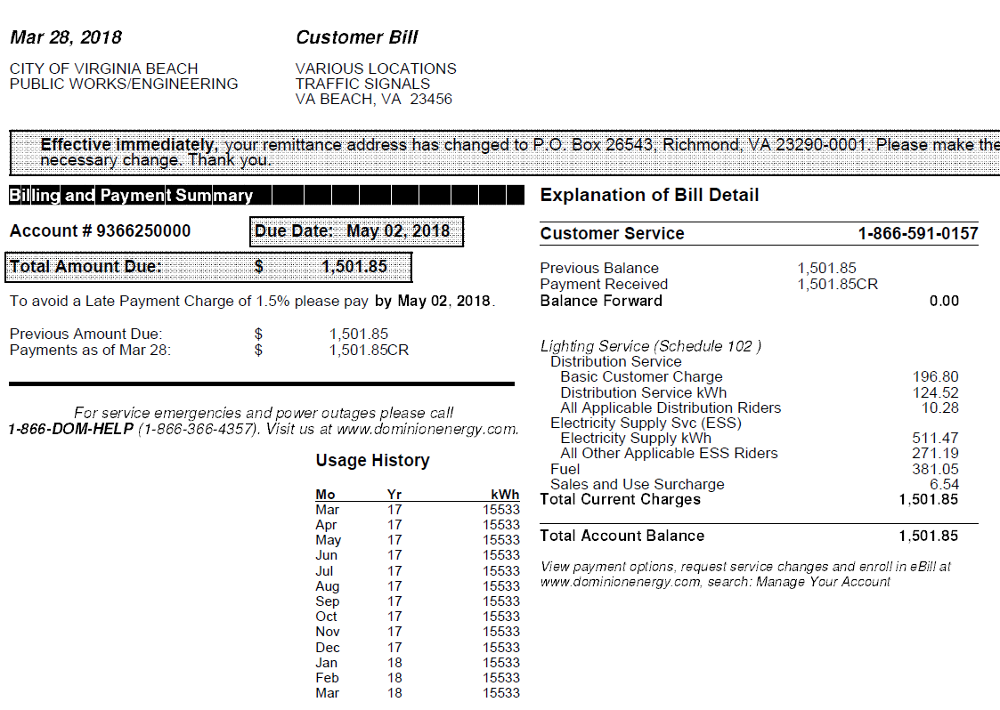 Mar 28, 2018
Customer Bill
CITY OF VIRGINIA BEACH
PUBLIC WORKS/ENGINEERING
VARIOUS LOCATIONS
TRAFFIC SIGNALS
VA BEACH, VA 23456
Effective immediately, your remittance address has changed to P.O. Box 26543, Richmond, VA 23290-0001. Please make the
necessary change. Thank you.
Billing and Payment Summary
Account # 9366250000
Due Date: May 02, 2018
Total Amount Due: $ 1,501.85
To avoid a Late Payment Charge of 1.5% please pay by May 02, 2018.
Previous Amount Due: $ 1,501.85
Payments as of Mar 28: $ 1,501.85CR
For service emergencies and power outages please call
1-866-DOM-HELP (1-866-366-4357). Visit us at www.dominionenergy.com.
Usage History
Mo Yr kWh
Mar 17 15533
Apr 17 15533
May 17 15533
Jun 17 15533
Jul 17 15533
Aug 17 15533
Sep 17 15533
Oct 17 15533
Nov 17 15533
Dec 17 15533
Jan 18 15533
Feb 18 15533
Mar 18 15533
Explanation of Bill Detail
Customer Service 1-866-591-0157
Previous Balance 1,501.85
Payment Received 1,501.85CR
Balance Forward 0.00
Lighting Service (Schedule 102 )
Distribution Service
Basic Customer Charge 196.80
Distribution Service kWh 124.52
All Applicable Distribution Riders 10.28
Electricity Supply Svc (ESS)
Electricity Supply kWh 511.47
All Other Applicable ESS Riders 271.19
Fuel 381.05
Sales and Use Surcharge 6.54
Total Current Charges 1,501.85
Total Account Balance 1,501.85
View payment options, request service changes and enroll in eBill at
www.dominionenergy.com, search: Manage Your Account